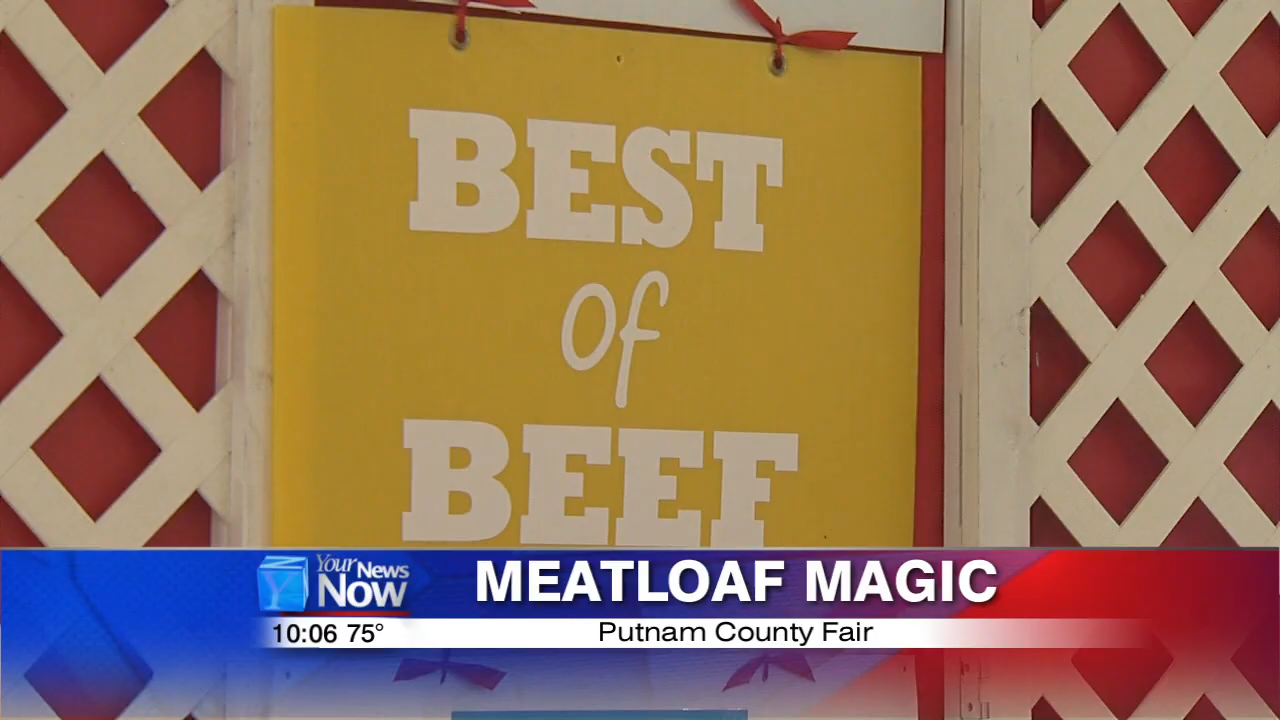 BEST
of
BEEF
Your News
Now
MEATLOAF MAGIC
10:06 75°
Putnam County Fair